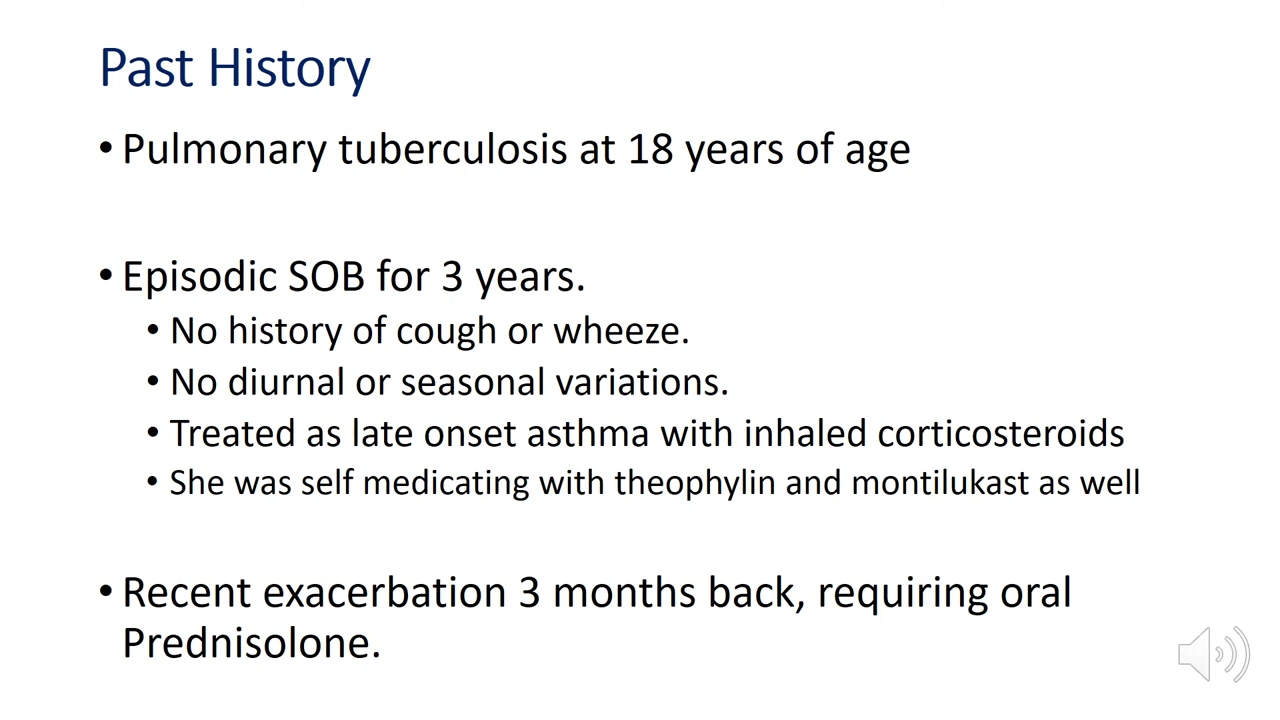 Past History
• Pulmonary tuberculosis at 18 years of age
• Episodic SOB for 3 years.
• No history of cough or wheeze.
• No diurnal or seasonal variations.
• Treated as late onset asthma with inhaled corticosteroids
• She was self medicating with theophylin and montilukast as well
• Recent exacerbation 3 months back, requiring oral
Prednisolone.